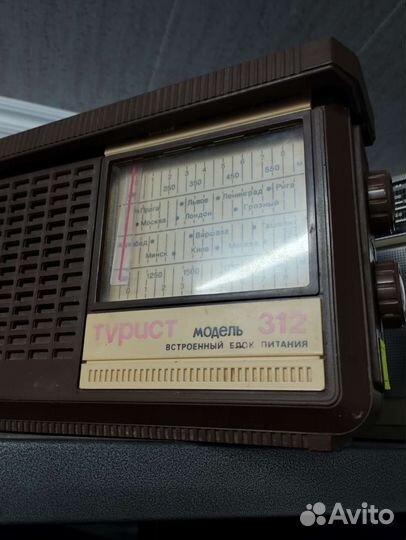 250 350 450 550 М
Прага Львов Ленинград Рига
Москва Лондон Грозный
Варшава
Минск Киев Москва
1250 1500
ТУРИСТ МОДЕЛЬ 312
ВСТРОЕННЫЙ БЛОК ПИТАНИЯ
Avito